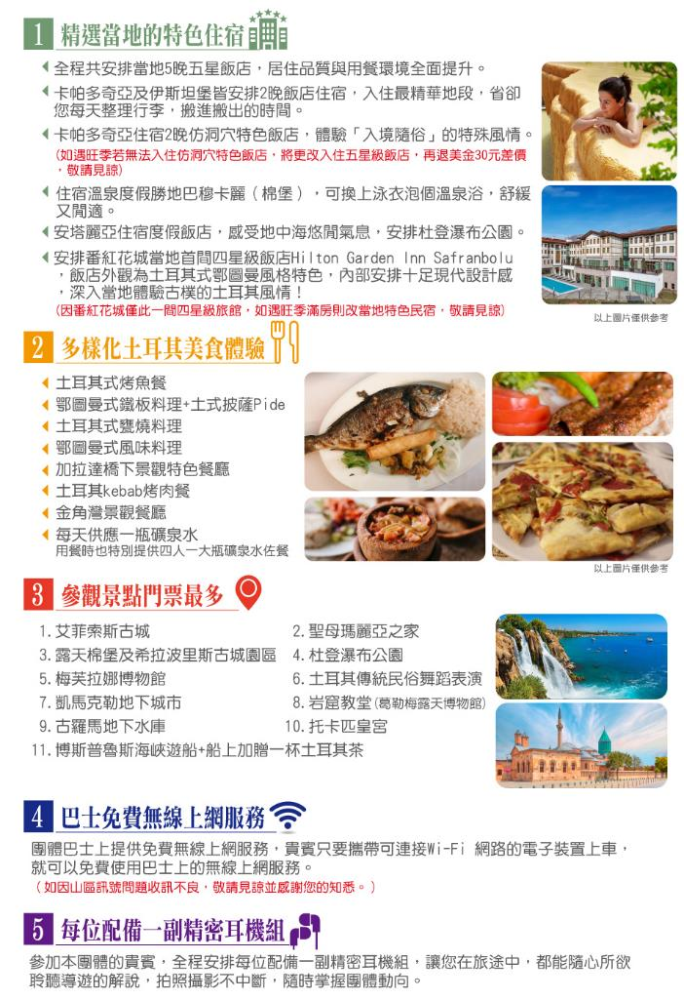 1 精選當地的特色住宿
全程共安排當地5晚五星飯店，居住品質與用餐環境全面提升。
卡帕多奇亞及伊斯坦堡皆安排2晚飯店住宿，入住最精華地段，省卻
您每天整理行李，搬進搬出的時間。
卡帕多奇亞住宿2晚仿洞穴特色飯店，體驗「入境隨俗」的特殊風情。
(如遇旺季若無法入住仿洞穴特色飯店，將更改入住五星級飯店，再退美金30元差價
，敬請見諒)
住宿溫泉度假勝地巴穆卡麗（棉堡），可換上泳衣泡個溫泉浴，舒緩
又閒適。
安塔麗亞住宿度假飯店，感受地中海悠閒氣息，安排杜登瀑布公園。
安排番紅花城當地首間四星級飯店Hilton Garden Inn Safranbolu
，飯店外觀為土耳其式鄂圖曼風格特色，內部安排十足現代設計感
，深入當地體驗古樸的土耳其風情！
(因番紅花城僅此一間四星級旅館，如遇旺季滿房則改當地特色民宿，敬請見諒)
以上圖片僅供參考
2 多樣化土耳其美食體驗
土耳其式烤魚餐
鄂圖曼式鐵板料理+土式披薩Pide
土耳其式甕燒料理
鄂圖曼式風味料理
加拉達橋下景觀特色餐廳
土耳其kebab烤肉餐
金角灣景觀餐廳
每天供應一瓶礦泉水
用餐時也特別提供四人一大瓶礦泉水佐餐
以上圖片僅供參考
3 參觀景點門票最多
1. 艾菲索斯古城 2. 聖母瑪麗亞之家
3. 露天棉堡及希拉波里斯古城園區 4. 杜登瀑布公園
5. 梅芙拉娜博物館 6. 土耳其傳統民俗舞蹈表演
7. 凱馬克勒地下城市 8. 岩窟教堂(葛勒梅露天博物館)
9. 古羅馬地下水庫 10. 托卡匹皇宮
11. 博斯普魯斯海峽遊船+船上加贈一杯土耳其茶
4 巴士免費無線上網服務
團體巴士上提供免費無線上網服務，貴賓只要攜帶可連接Wi-Fi 網路的電子裝置上車，
就可以免費使用巴士上的無線上網服務。
（如因山區訊號問題收訊不良，敬請見諒並感謝您的知悉。）
5 每位配備一副精密耳機組
參加本團體的貴賓，全程安排每位配備一副精密耳機組，讓您在旅途中，都能隨心所欲
聆聽導遊的解說，拍照攝影不中斷，隨時掌握團體動向。